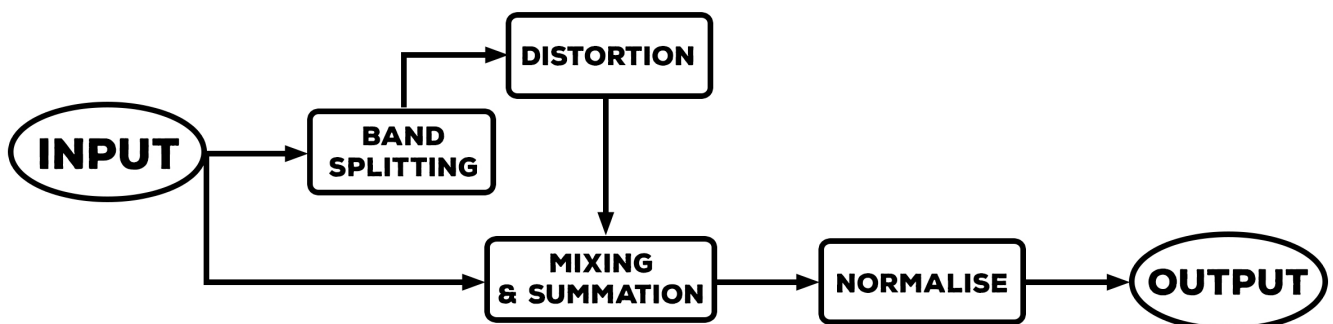 DISTORTION
INPUT
BAND
SPLITTING
MIXING
& SUMMATION
NORMALISE
OUTPUT